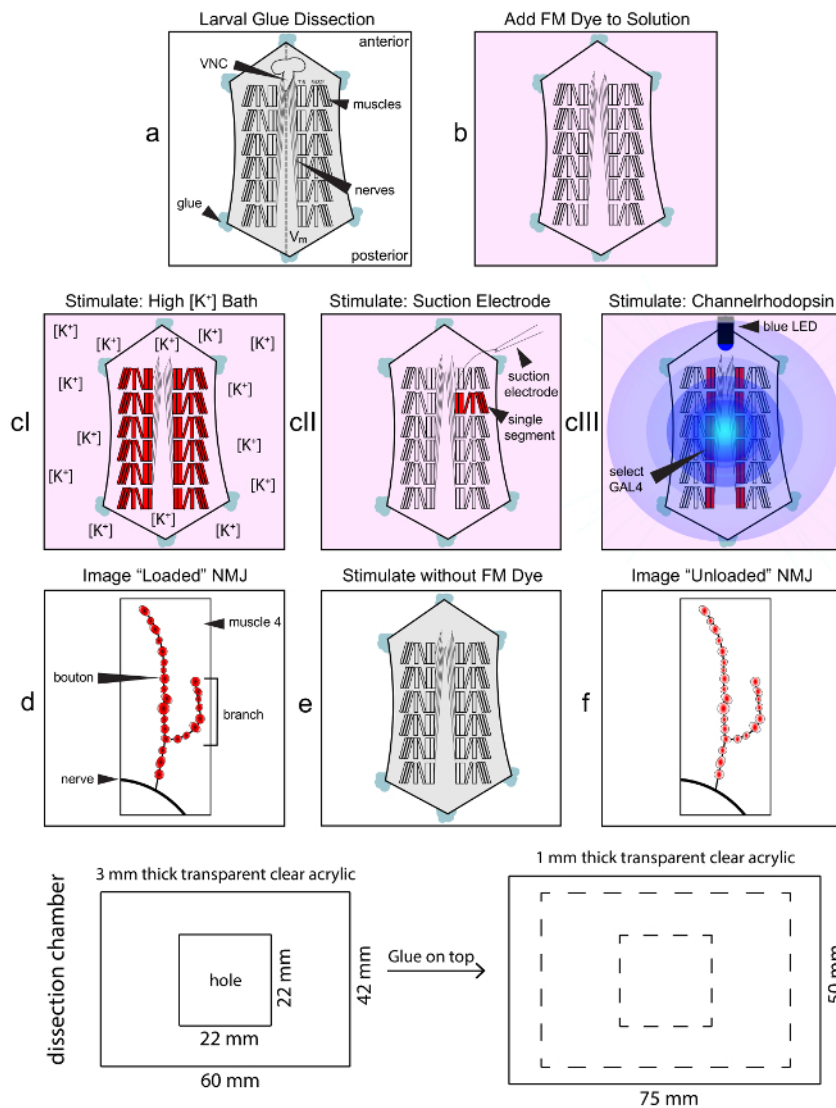 Larval Glue Dissection
anterior
VNC
muscles
a
nerves
glue
Vm
posterior
Add FM Dye to Solution
b
Stimulate: High [K⁺] Bath
[K⁺]
[K⁺]
[K⁺]
[K⁺]
[K⁺]
[K⁺]
[K⁺]
cI
[K⁺]
[K⁺]
[K⁺]
[K⁺]
[K⁺]
[K⁺]
[K⁺]
Stimulate: Suction Electrode
suction
electrode
cII
single
segment
Stimulate: Channelrhodopsin
blue LED
cIII
select
GAL4
Image “Loaded” NMJ
muscle 4
bouton
d
branch
nerve
Stimulate without FM Dye
e
Image “Unloaded” NMJ
f
dissection chamber
3 mm thick transparent clear acrylic
hole
22 mm
22 mm
42 mm
60 mm
Glue on top
1 mm thick transparent clear acrylic
50 mm
75 mm